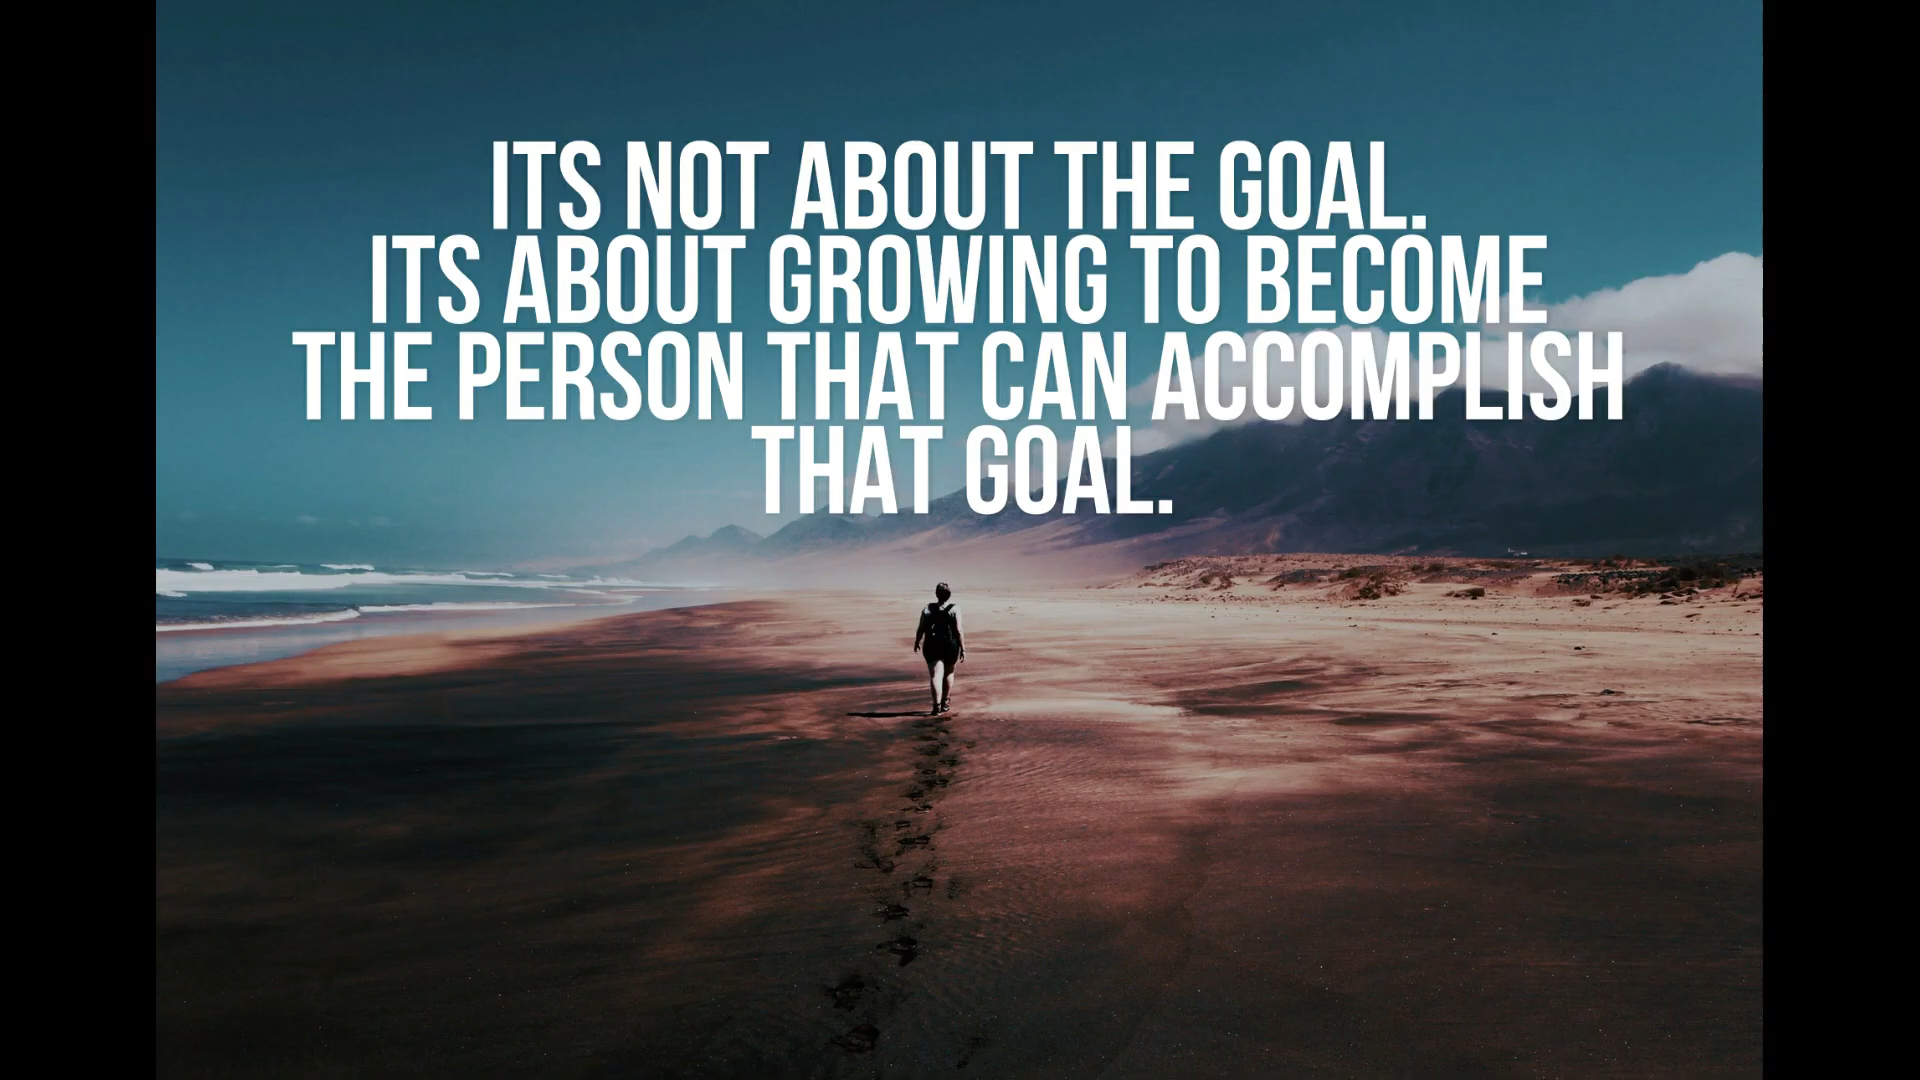 ITS NOT ABOUT THE GOAL.
ITS ABOUT GROWING TO BECOME
THE PERSON THAT CAN ACCOMPLISH
THAT GOAL.